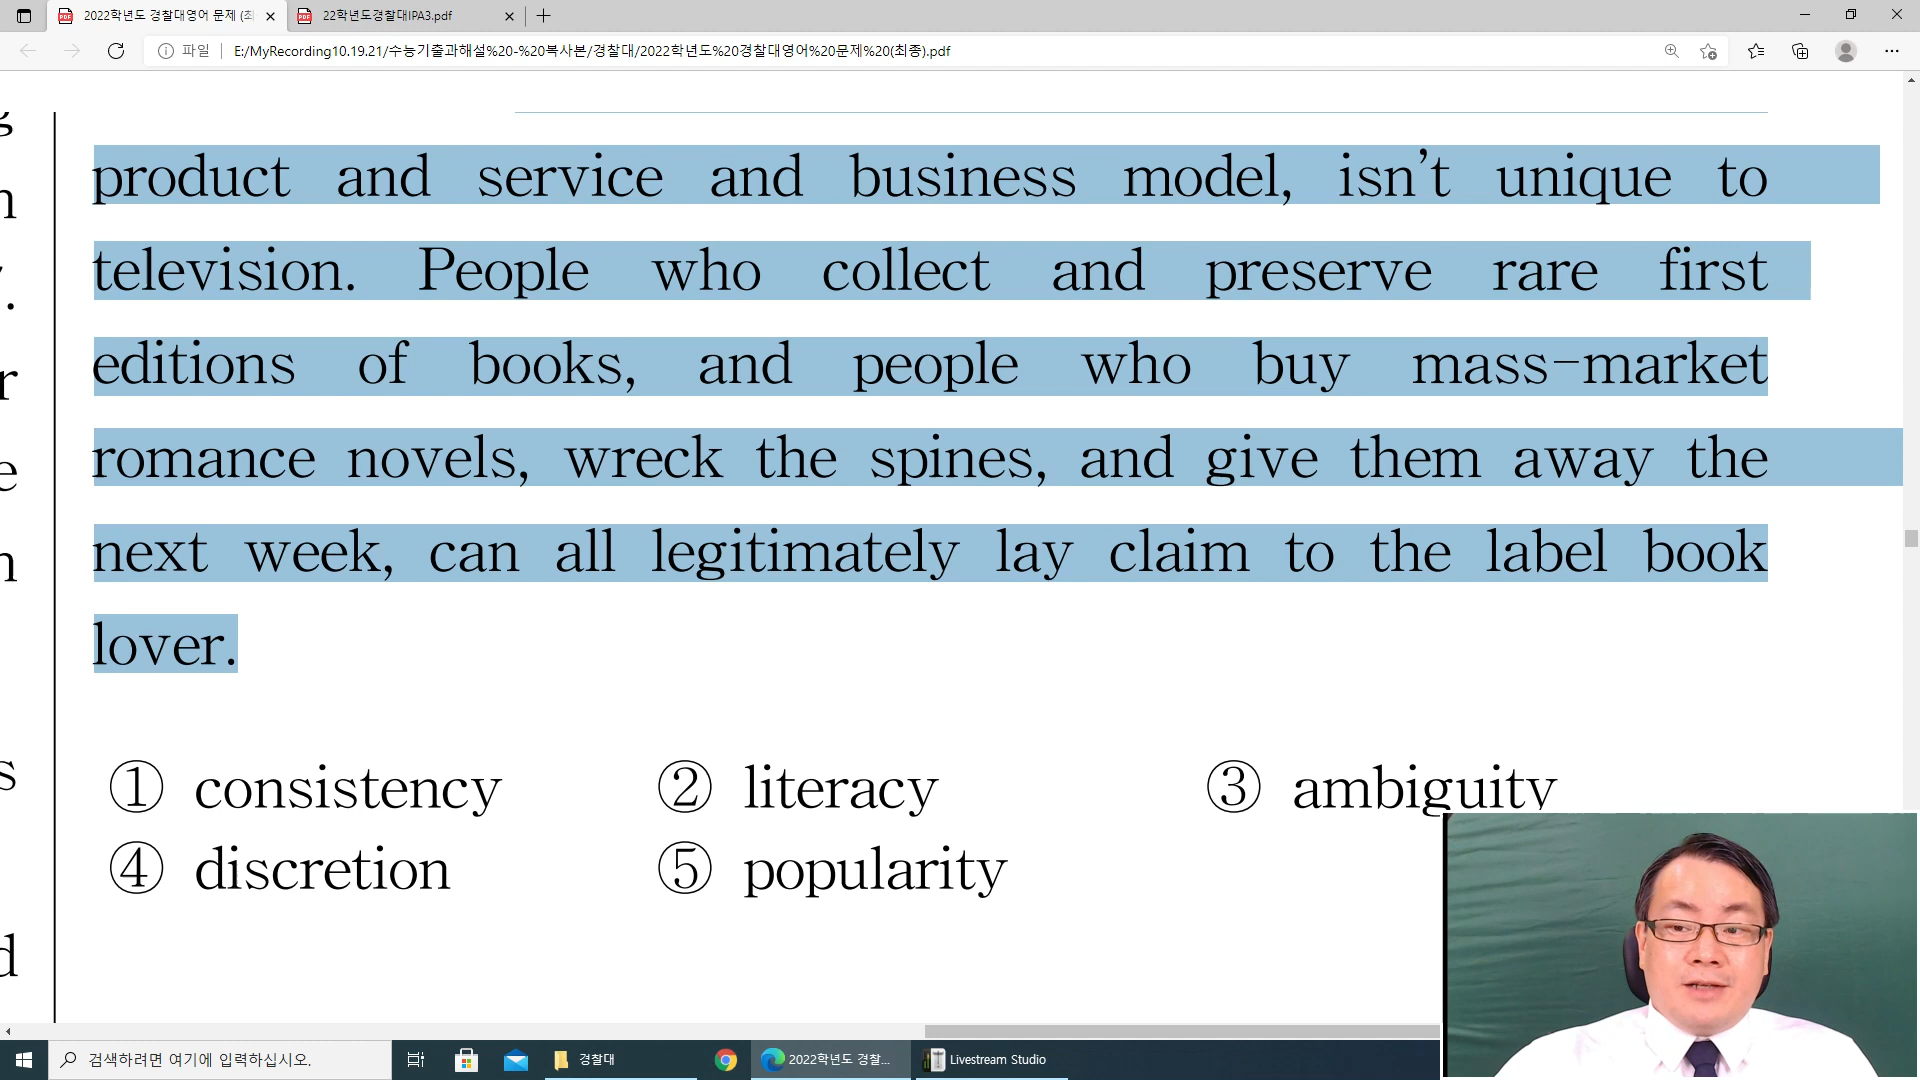 2022학년도 경찰대영어 문제 (최
22학년도경찰대IPA3.pdf
파일
E:/MyRecording10.19.21/수능기출과해설%20-%20복사본/경찰대/2022학년도%20경찰대영어%20문제%20(최종).pdf
product and service and business model, isn't unique to
television. People who collect and preserve rare first
editions of books, and people who buy mass-market
romance novels, wreck the spines, and give them away the
next week, can all legitimately lay claim to the label book
lover.
① consistency ② literacy ③ ambiguity
④ discretion ⑤ popularity
검색하려면 여기에 입력하십시오.
경찰대
2022학년도 경찰...
Livestream Studio